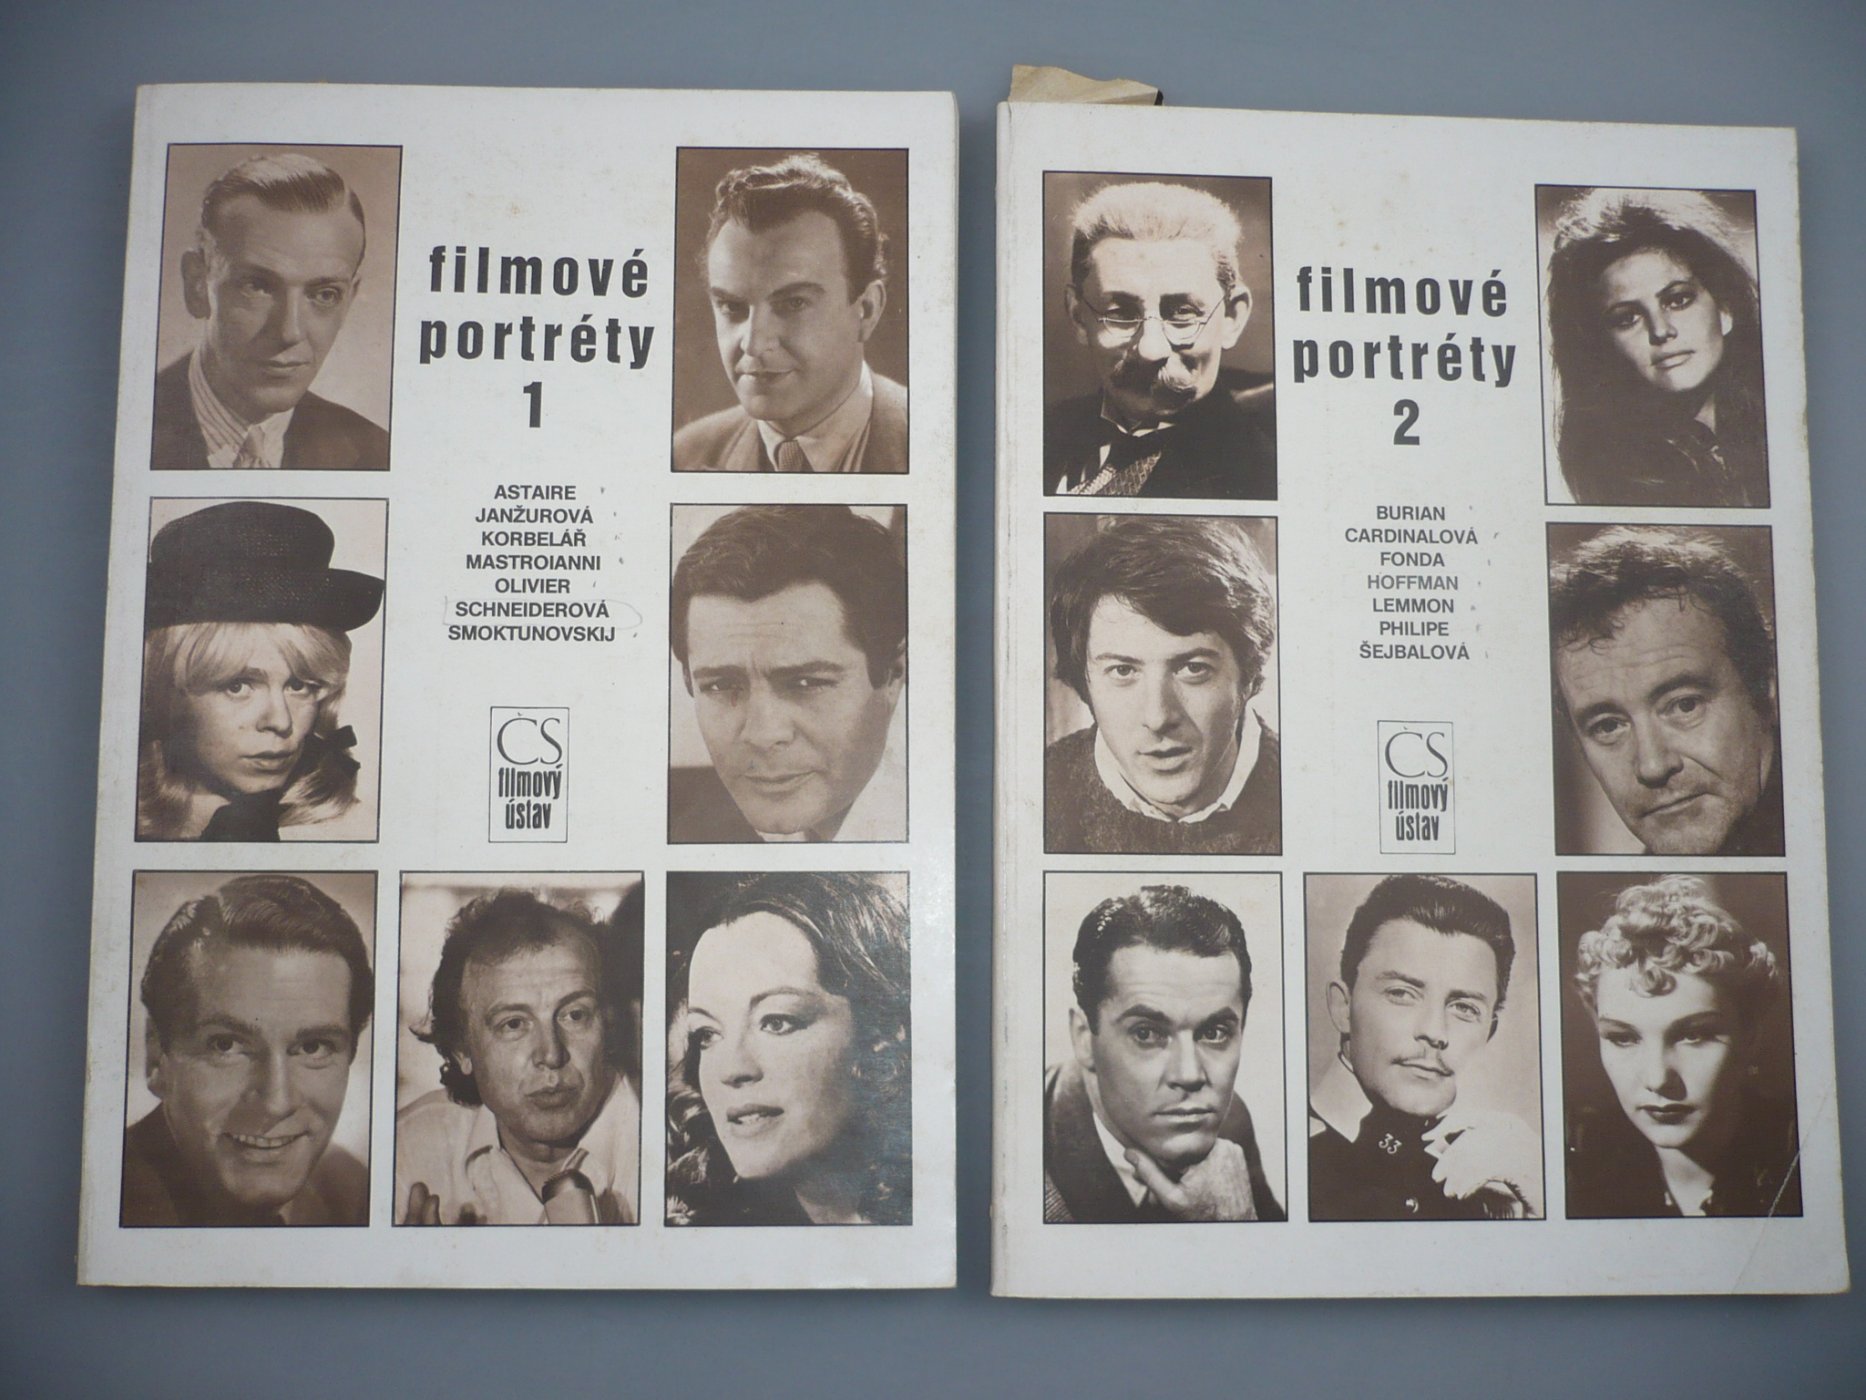 filmové
portréty
1
ASTAIRE
JANŽUROVÁ
KORBELÁŘ
MASTROIANNI
OLIVIER
SCHNEIDEROVÁ
SMOKTUNOVSKIJ
ČS
filmový
ústav
filmové
portréty
2
BURIAN
CARDINALOVÁ
FONDA
HOFFMAN
LEMMON
PHILIPE
ŠEJBALOVÁ
ČS
filmový
ústav
33